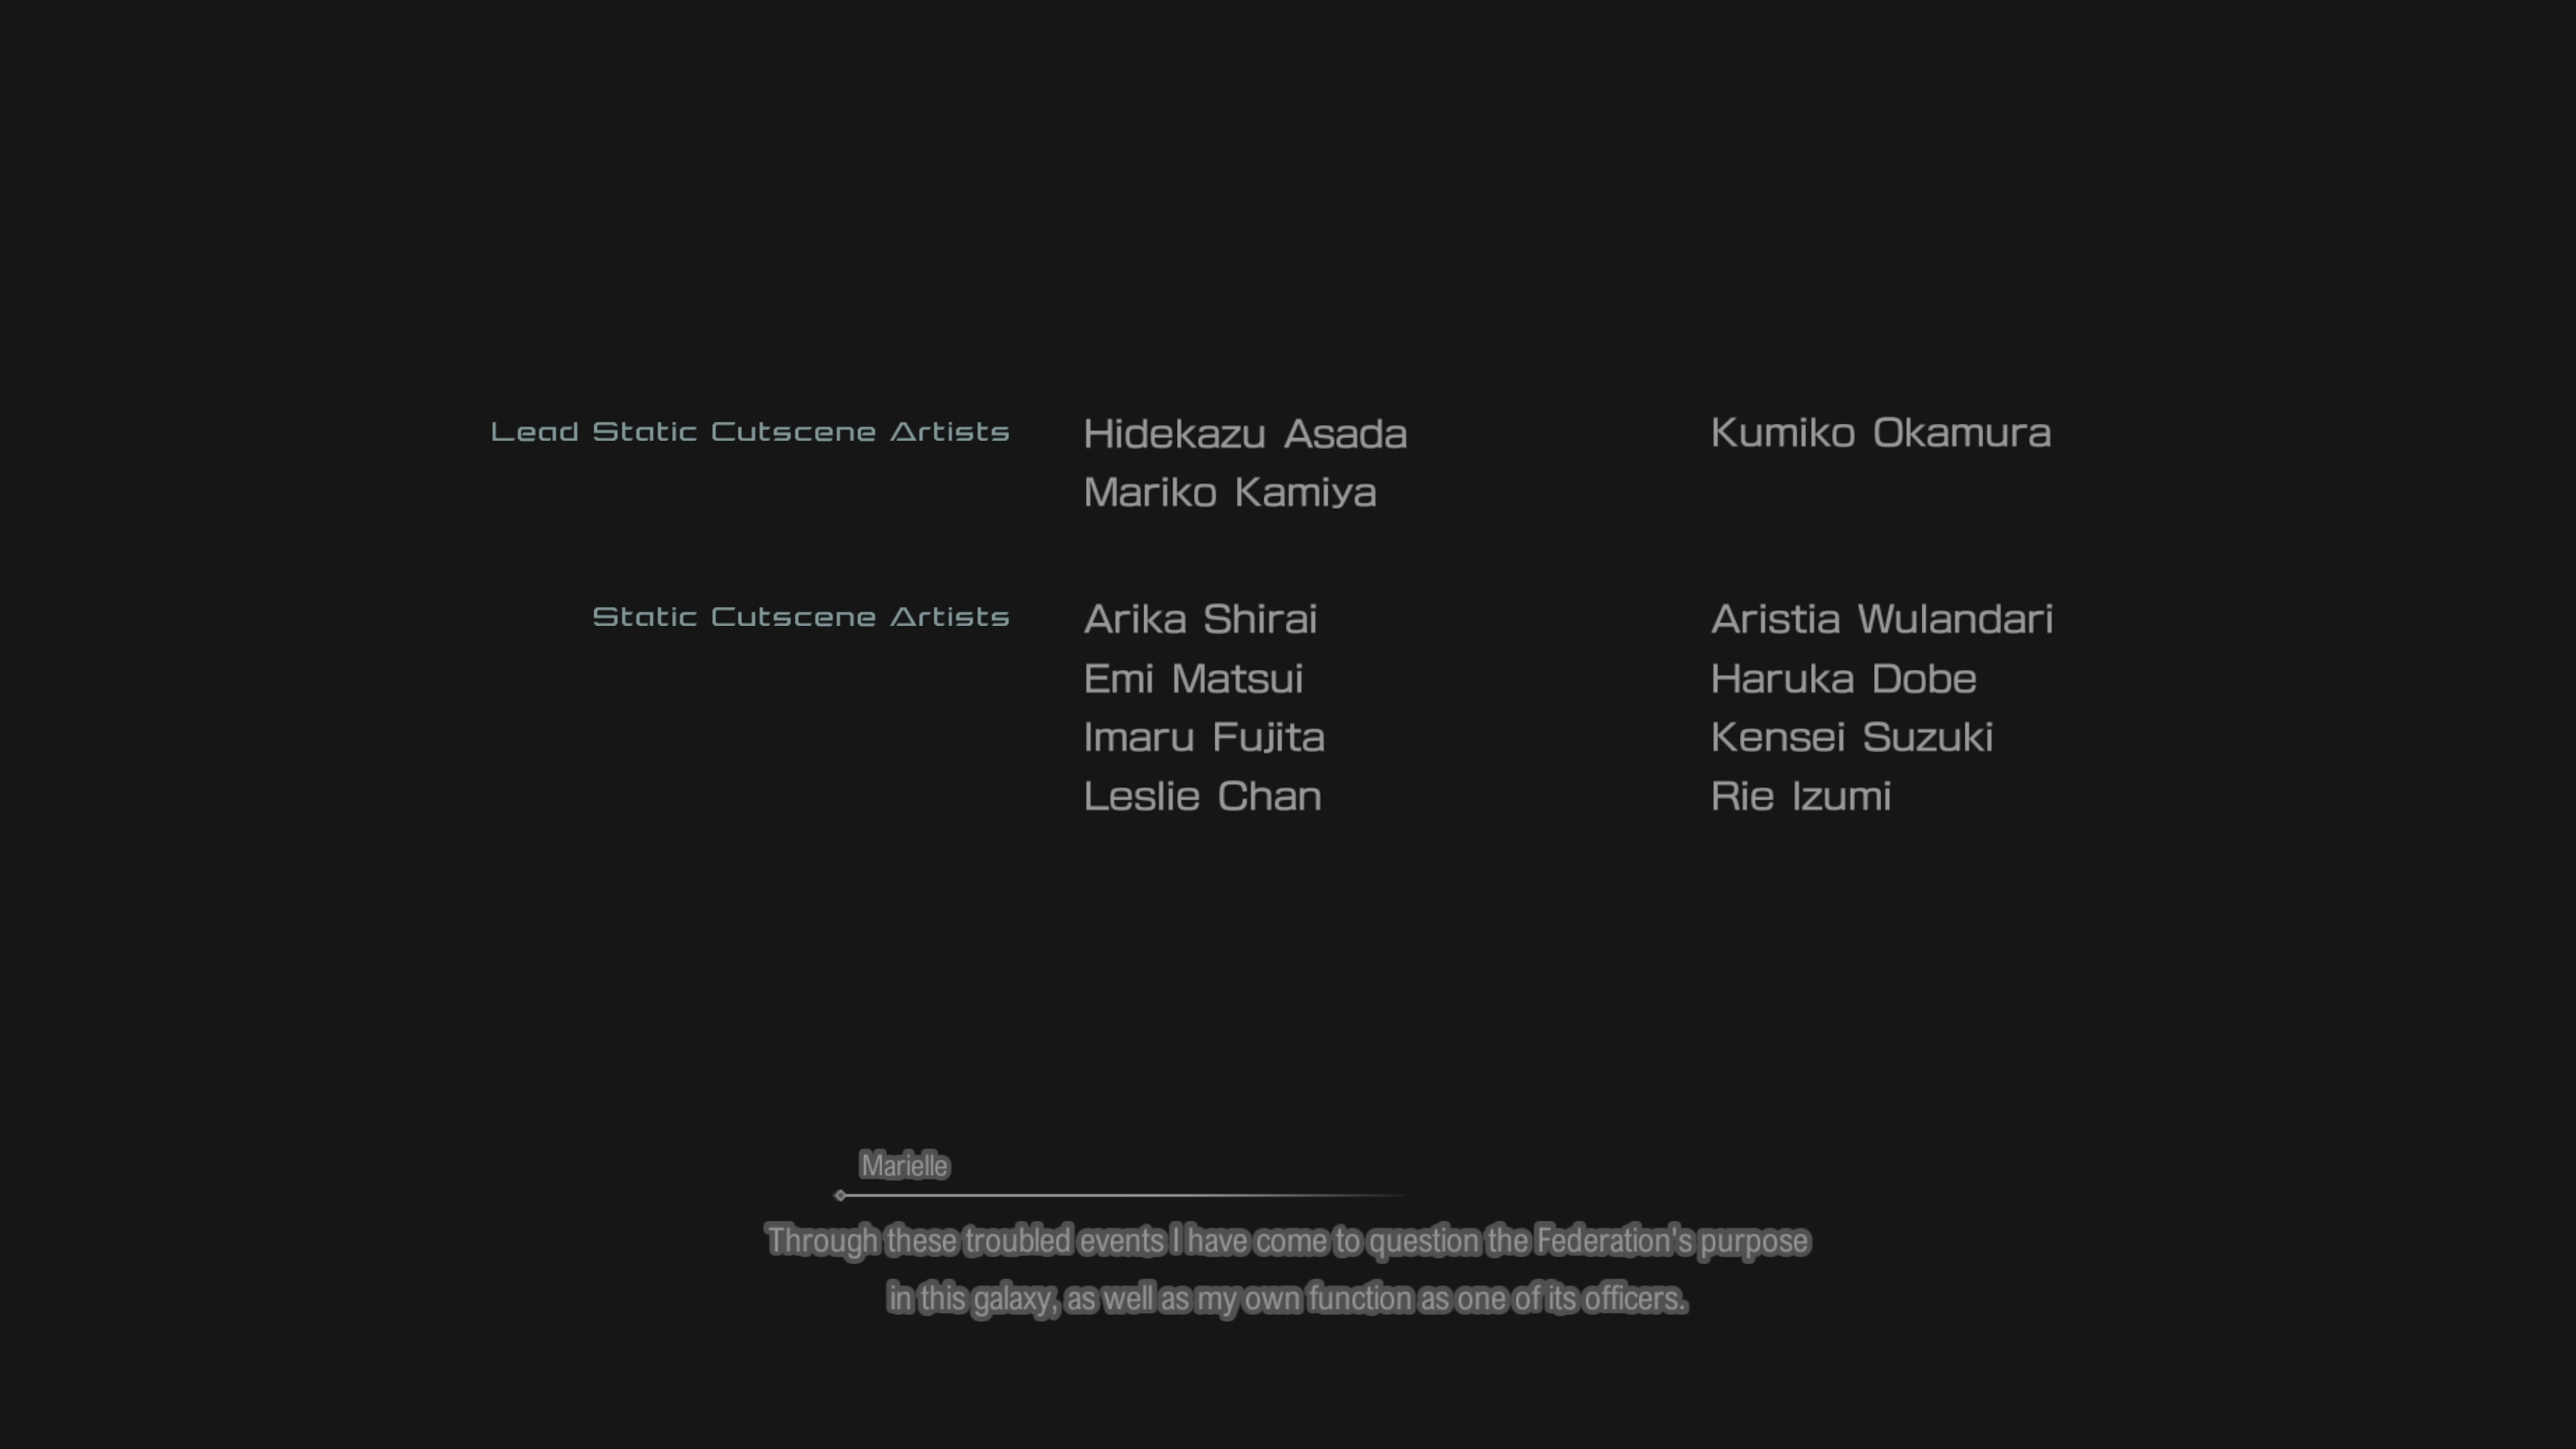 Lead Static Cutscene Artists Hidekazu Asada Kumiko Okamura
Mariko Kamiya
Static Cutscene Artists Arika Shirai Aristia Wulandari
Emi Matsui Haruka Dobe
Imaru Fujita Kensei Suzuki
Leslie Chan Rie Izumi
Marielle
Through these troubled events I have come to question the Federation's purpose
in this galaxy, as well as my own function as one of its officers.